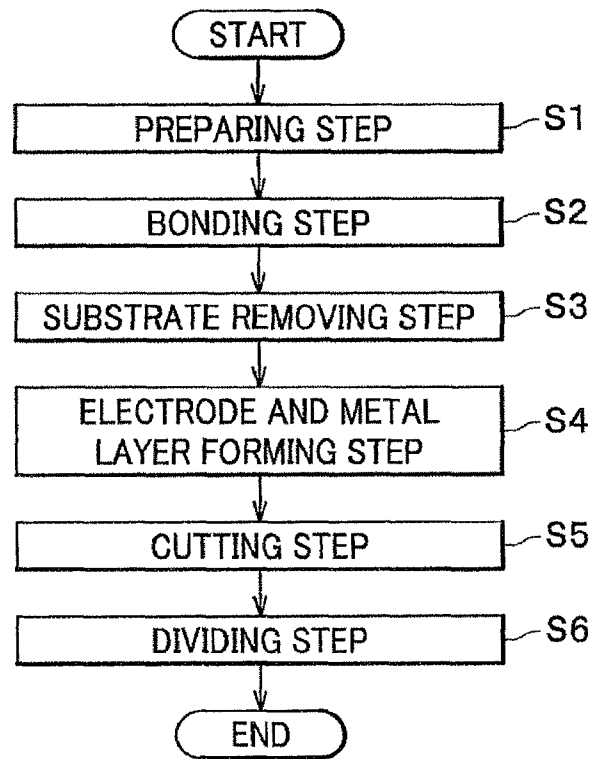 START
PREPARING STEP
S1
BONDING STEP
S2
SUBSTRATE REMOVING STEP
S3
ELECTRODE AND METAL
LAYER FORMING STEP
S4
CUTTING STEP
S5
DIVIDING STEP
S6
END